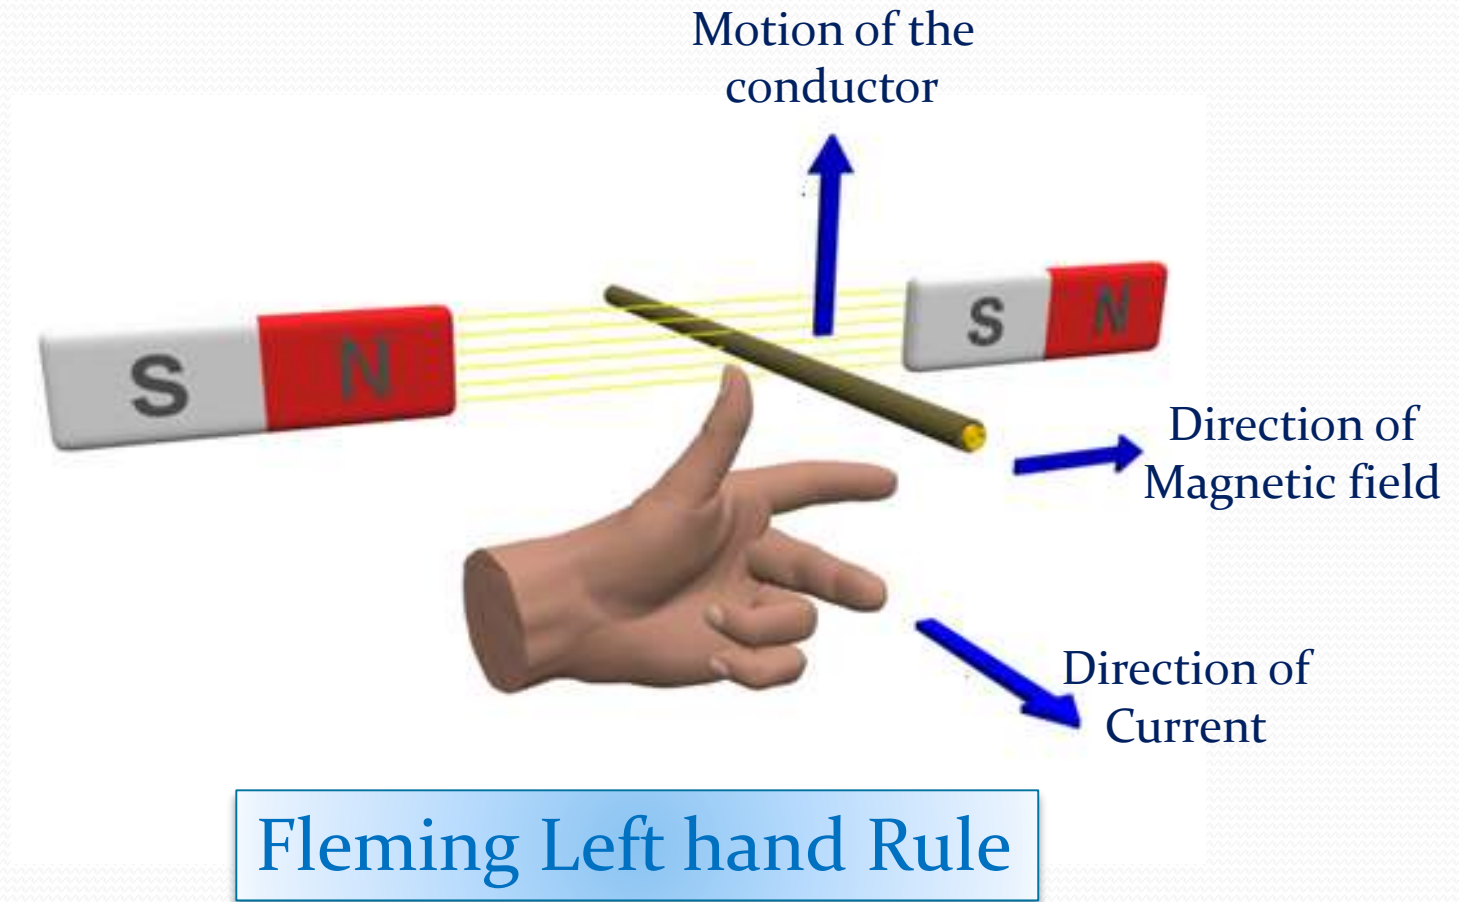 Motion of the
conductor
S N
S N
Direction of
Magnetic field
Direction of
Current
Fleming Left hand Rule